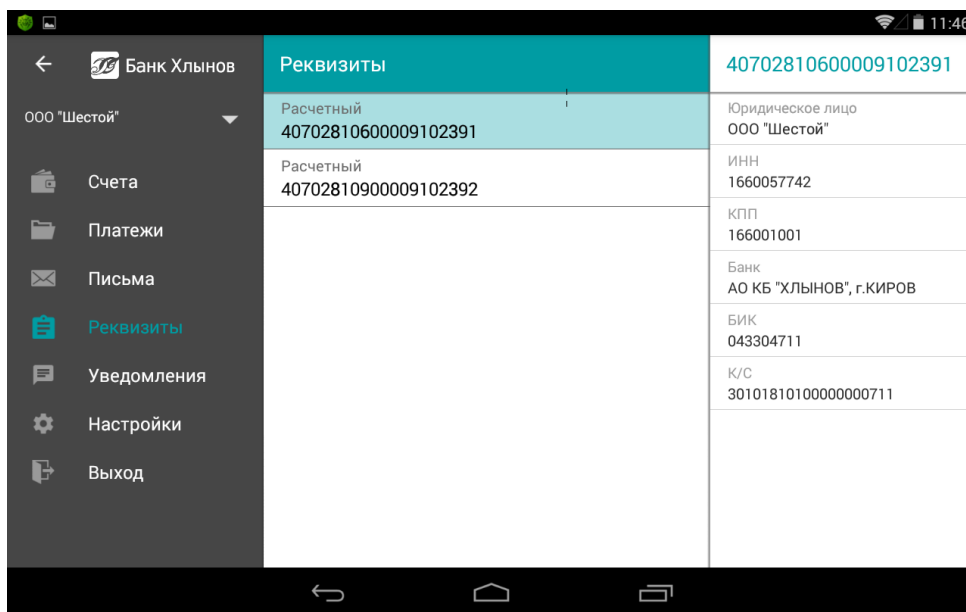 11:46
Банк Хлынов
ООО "Шестой"
Счета
Платежи
Письма
Реквизиты
Уведомления
Настройки
Выход
Реквизиты
Расчетный
40702810600009102391
Расчетный
40702810900009102392
40702810600009102391
Юридическое лицо
ООО "Шестой"
ИНН
1660057742
КПП
166001001
Банк
АО КБ "ХЛЫНОВ", г.КИРОВ
БИК
043304711
К/С
30101810100000000711